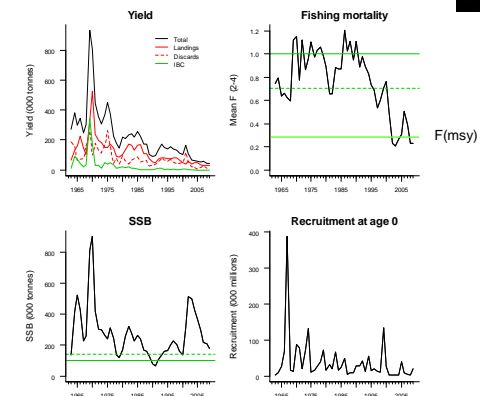 Yield
Yield (000 tonnes)
800
600
400
200
0
1965 1975 1985 1995 2005
Total
Landings
Discards
IBC
Fishing mortality
Mean F (2-4)
1.2
1.0
0.8
0.6
0.4
0.2
0.0
1965 1975 1985 1995 2005
F(msy)
SSB
SSB (000 tonnes)
800
600
400
200
0
Recruitment at age 0
Recruitment (000 millions)
400
300
200
100
0